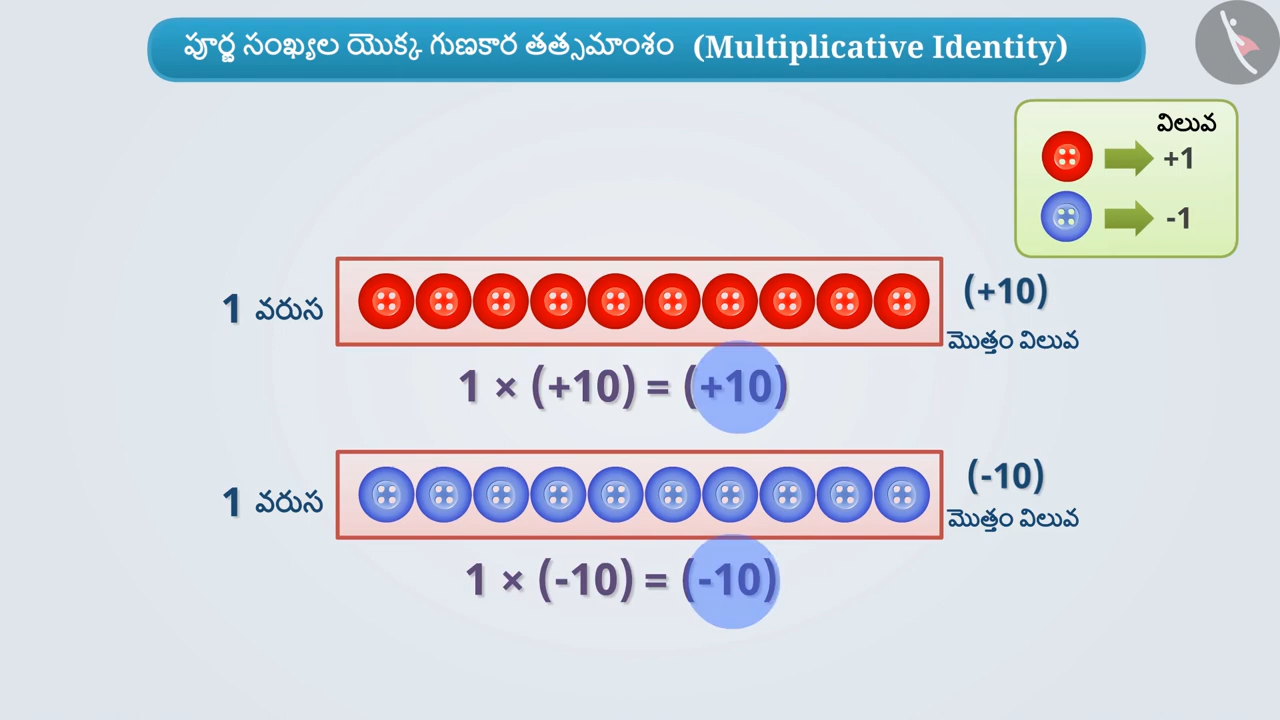 పూర్ణ సంఖ్యల యొక్క గుణకార తత్సమాంశం (Multiplicative Identity)
విలువ
+1
-1
1 వరుస
(+10)
మొత్తం విలువ
1 × (+10) = (+10)
1 వరుస
(-10)
మొత్తం విలువ
1 × (-10) = (-10)